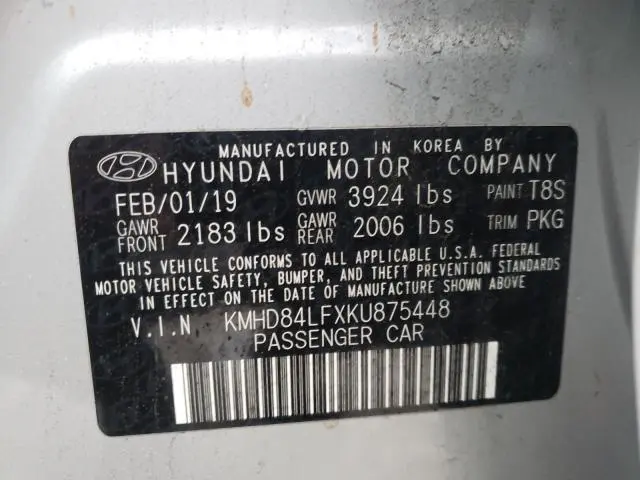 MANUFACTURED IN KOREA BY
HYUNDAI MOTOR COMPANY
FEB/01/19 GVWR 3924 lbs PAINT T8S
GAWR FRONT 2183 lbs GAWR REAR 2006 lbs TRIM PKG
THIS VEHICLE CONFORMS TO ALL APPLICABLE U.S.A. FEDERAL
MOTOR VEHICLE SAFETY, BUMPER, AND THEFT PREVENTION STANDARDS
IN EFFECT ON THE DATE OF MANUFACTURE SHOWN ABOVE.
V.I.N KMHD84LFXKU875448
PASSENGER CAR